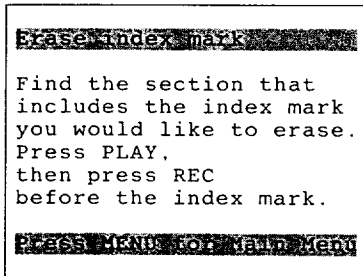 Erase index mark
Find the section that
includes the index mark
you would like to erase.
Press PLAY,
then press REC
before the index mark.
Press MENU for Main Menu